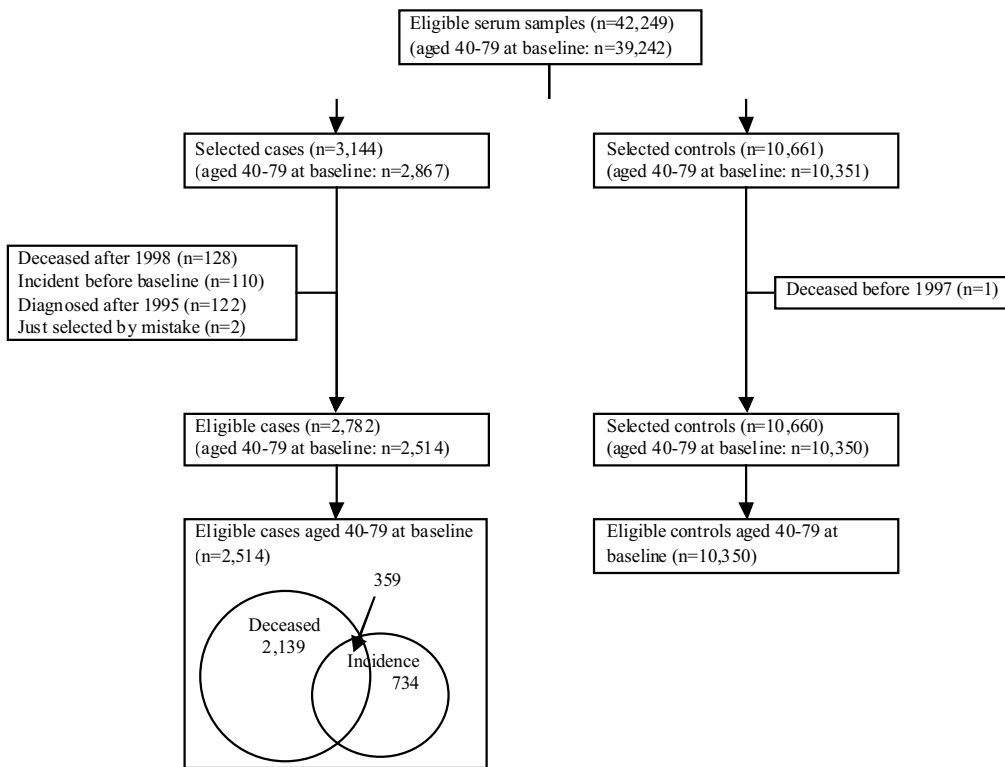 Eligible serum samples (n=42,249)
(aged 40-79 at baseline: n=39,242)
Selected cases (n=3,144)
(aged 40-79 at baseline: n=2,867)
Selected controls (n=10,661)
(aged 40-79 at baseline: n=10,351)
Deceased after 1998 (n=128)
Incident before baseline (n=110)
Diagnosed after 1995 (n=122)
Just selected by mistake (n=2)
Deceased before 1997 (n=1)
Eligible cases (n=2,782)
(aged 40-79 at baseline: n=2,514)
Selected controls (n=10,660)
(aged 40-79 at baseline: n=10,350)
Eligible cases aged 40-79 at baseline
(n=2,514)
359
Deceased
2,139
Incidence
734
Eligible controls aged 40-79 at
baseline (n=10,350)